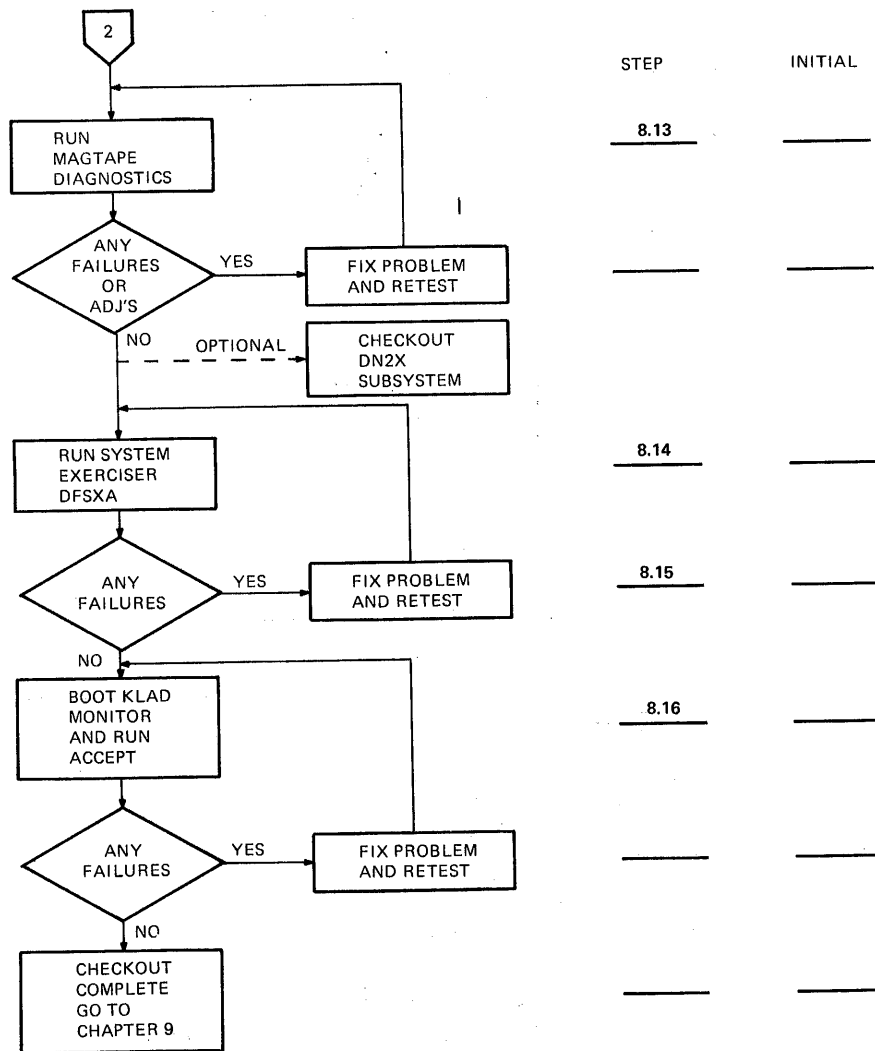 2
STEP INITIAL
RUN
MAGTAPE
DIAGNOSTICS
8.13
ANY
FAILURES
OR
ADJ'S
YES
FIX PROBLEM
AND RETEST
NO
OPTIONAL
CHECKOUT
DN2X
SUBSYSTEM
RUN SYSTEM
EXERCISER
DFSXA
8.14
ANY
FAILURES
YES
FIX PROBLEM
AND RETEST
8.15
NO
BOOT KLAD
MONITOR
AND RUN
ACCEPT
8.16
ANY
FAILURES
YES
FIX PROBLEM
AND RETEST
NO
CHECKOUT
COMPLETE
GO TO
CHAPTER 9